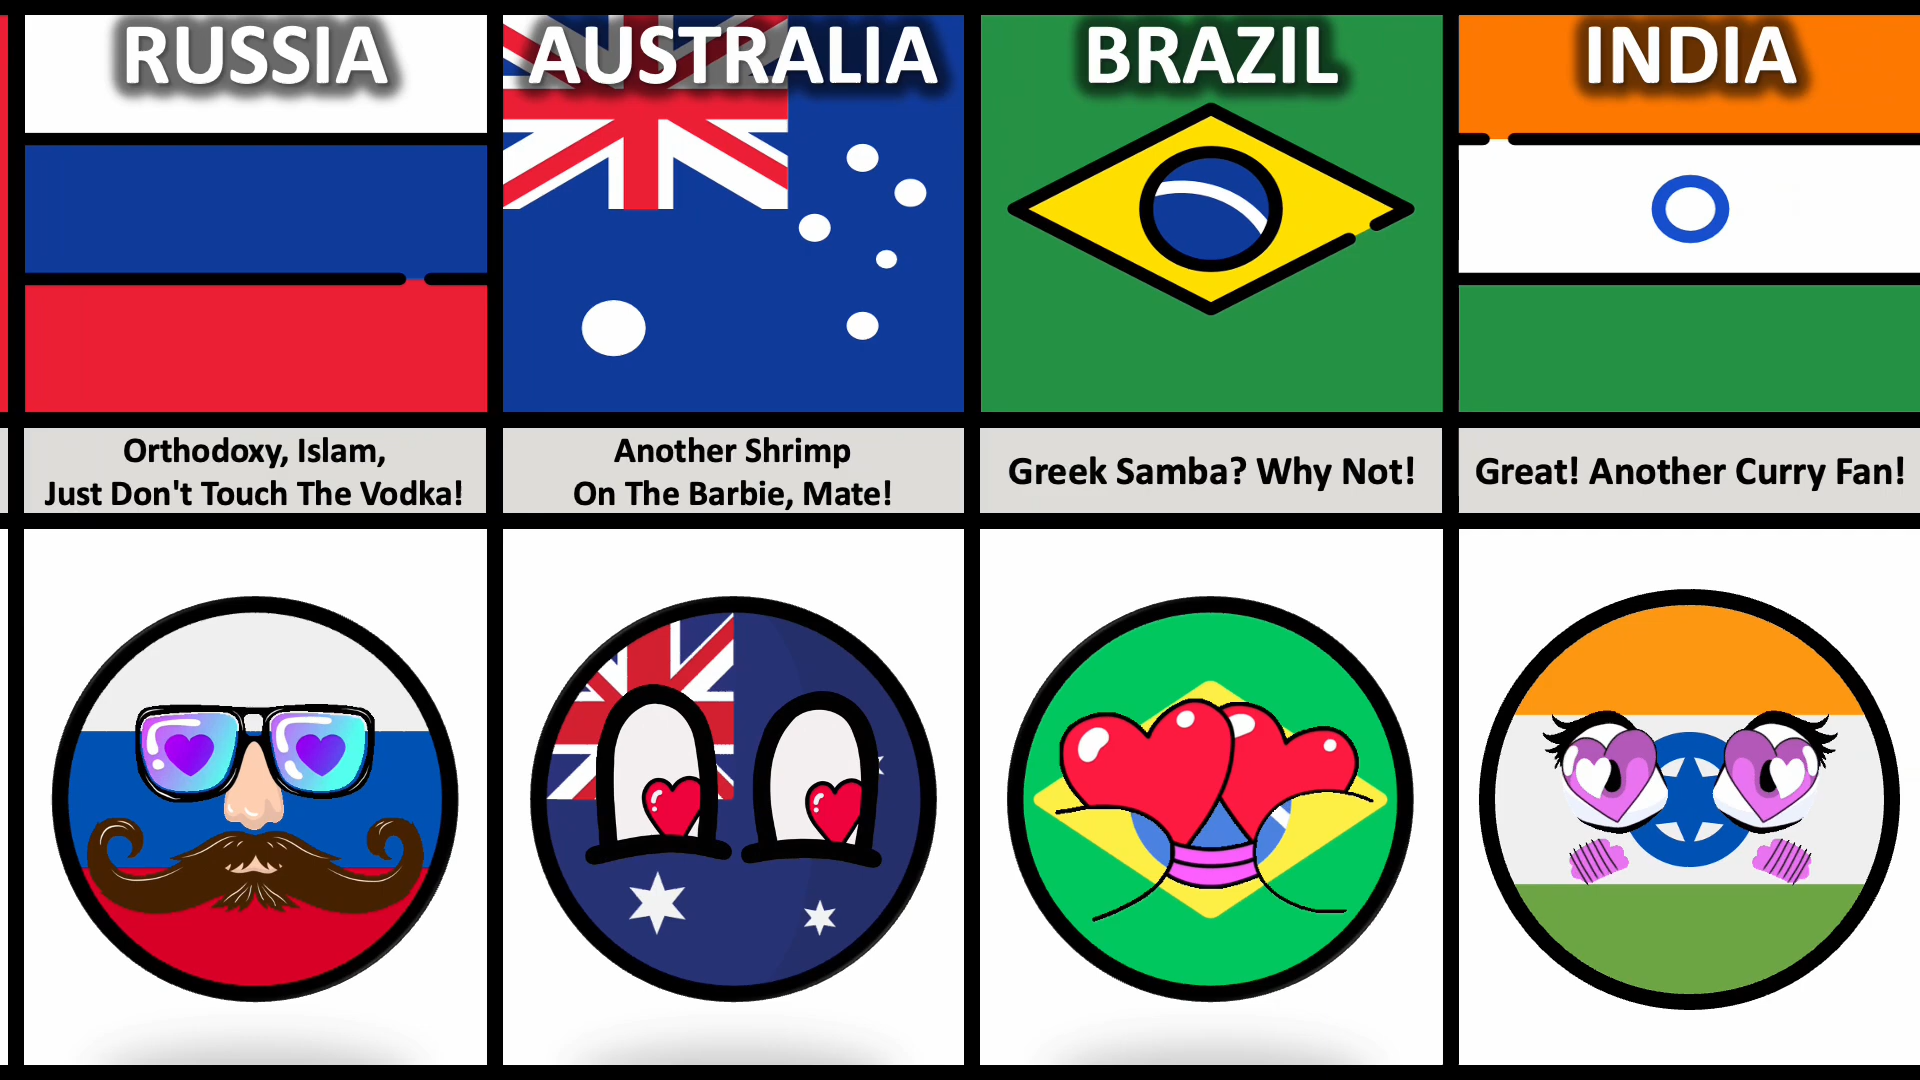 RUSSIA
AUSTRALIA
BRAZIL
INDIA
Orthodoxy, Islam,
Just Don't Touch The Vodka!
Another Shrimp
On The Barbie, Mate!
Greek Samba? Why Not!
Great! Another Curry Fan!